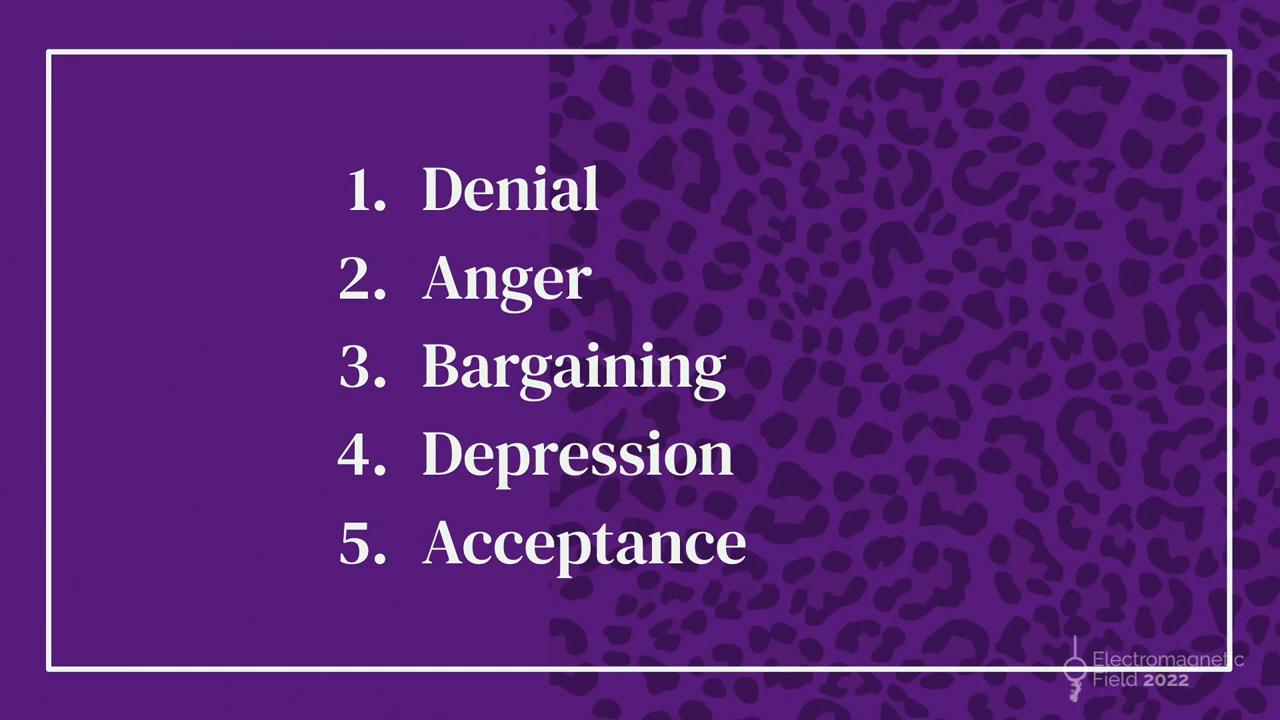 1. Denial
2. Anger
3. Bargaining
4. Depression
5. Acceptance
Electromagnetic
Field 2022